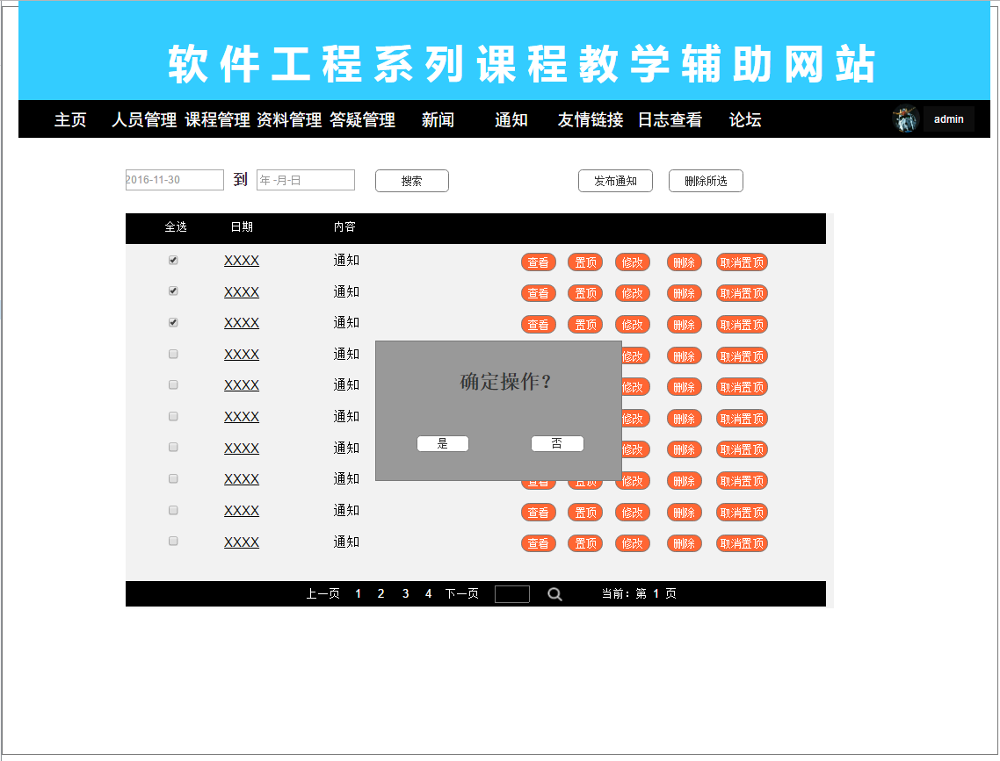 软件工程系列课程教学辅助网站
主页 人员管理 课程管理 资料管理 答疑管理 新闻 通知 友情链接 日志查看 论坛 admin
2016-11-30 到 年-月-日 搜索 发布通知 删除所选
全选 日期 内容
XXXX 通知 查看 置顶 修改 删除 取消置顶
XXXX 通知 查看 置顶 修改 删除 取消置顶
XXXX 通知 查看 置顶 修改 删除 取消置顶
XXXX 通知 修改 删除 取消置顶
确定操作？
XXXX 通知 修改 删除 取消置顶
XXXX 通知 修改 删除 取消置顶
是 否
XXXX 通知 修改 删除 取消置顶
XXXX 通知 查看 置顶 修改 删除 取消置顶
XXXX 通知 查看 置顶 修改 删除 取消置顶
XXXX 通知 查看 置顶 修改 删除 取消置顶
上一页 1 2 3 4 下一页 当前：第 1 页